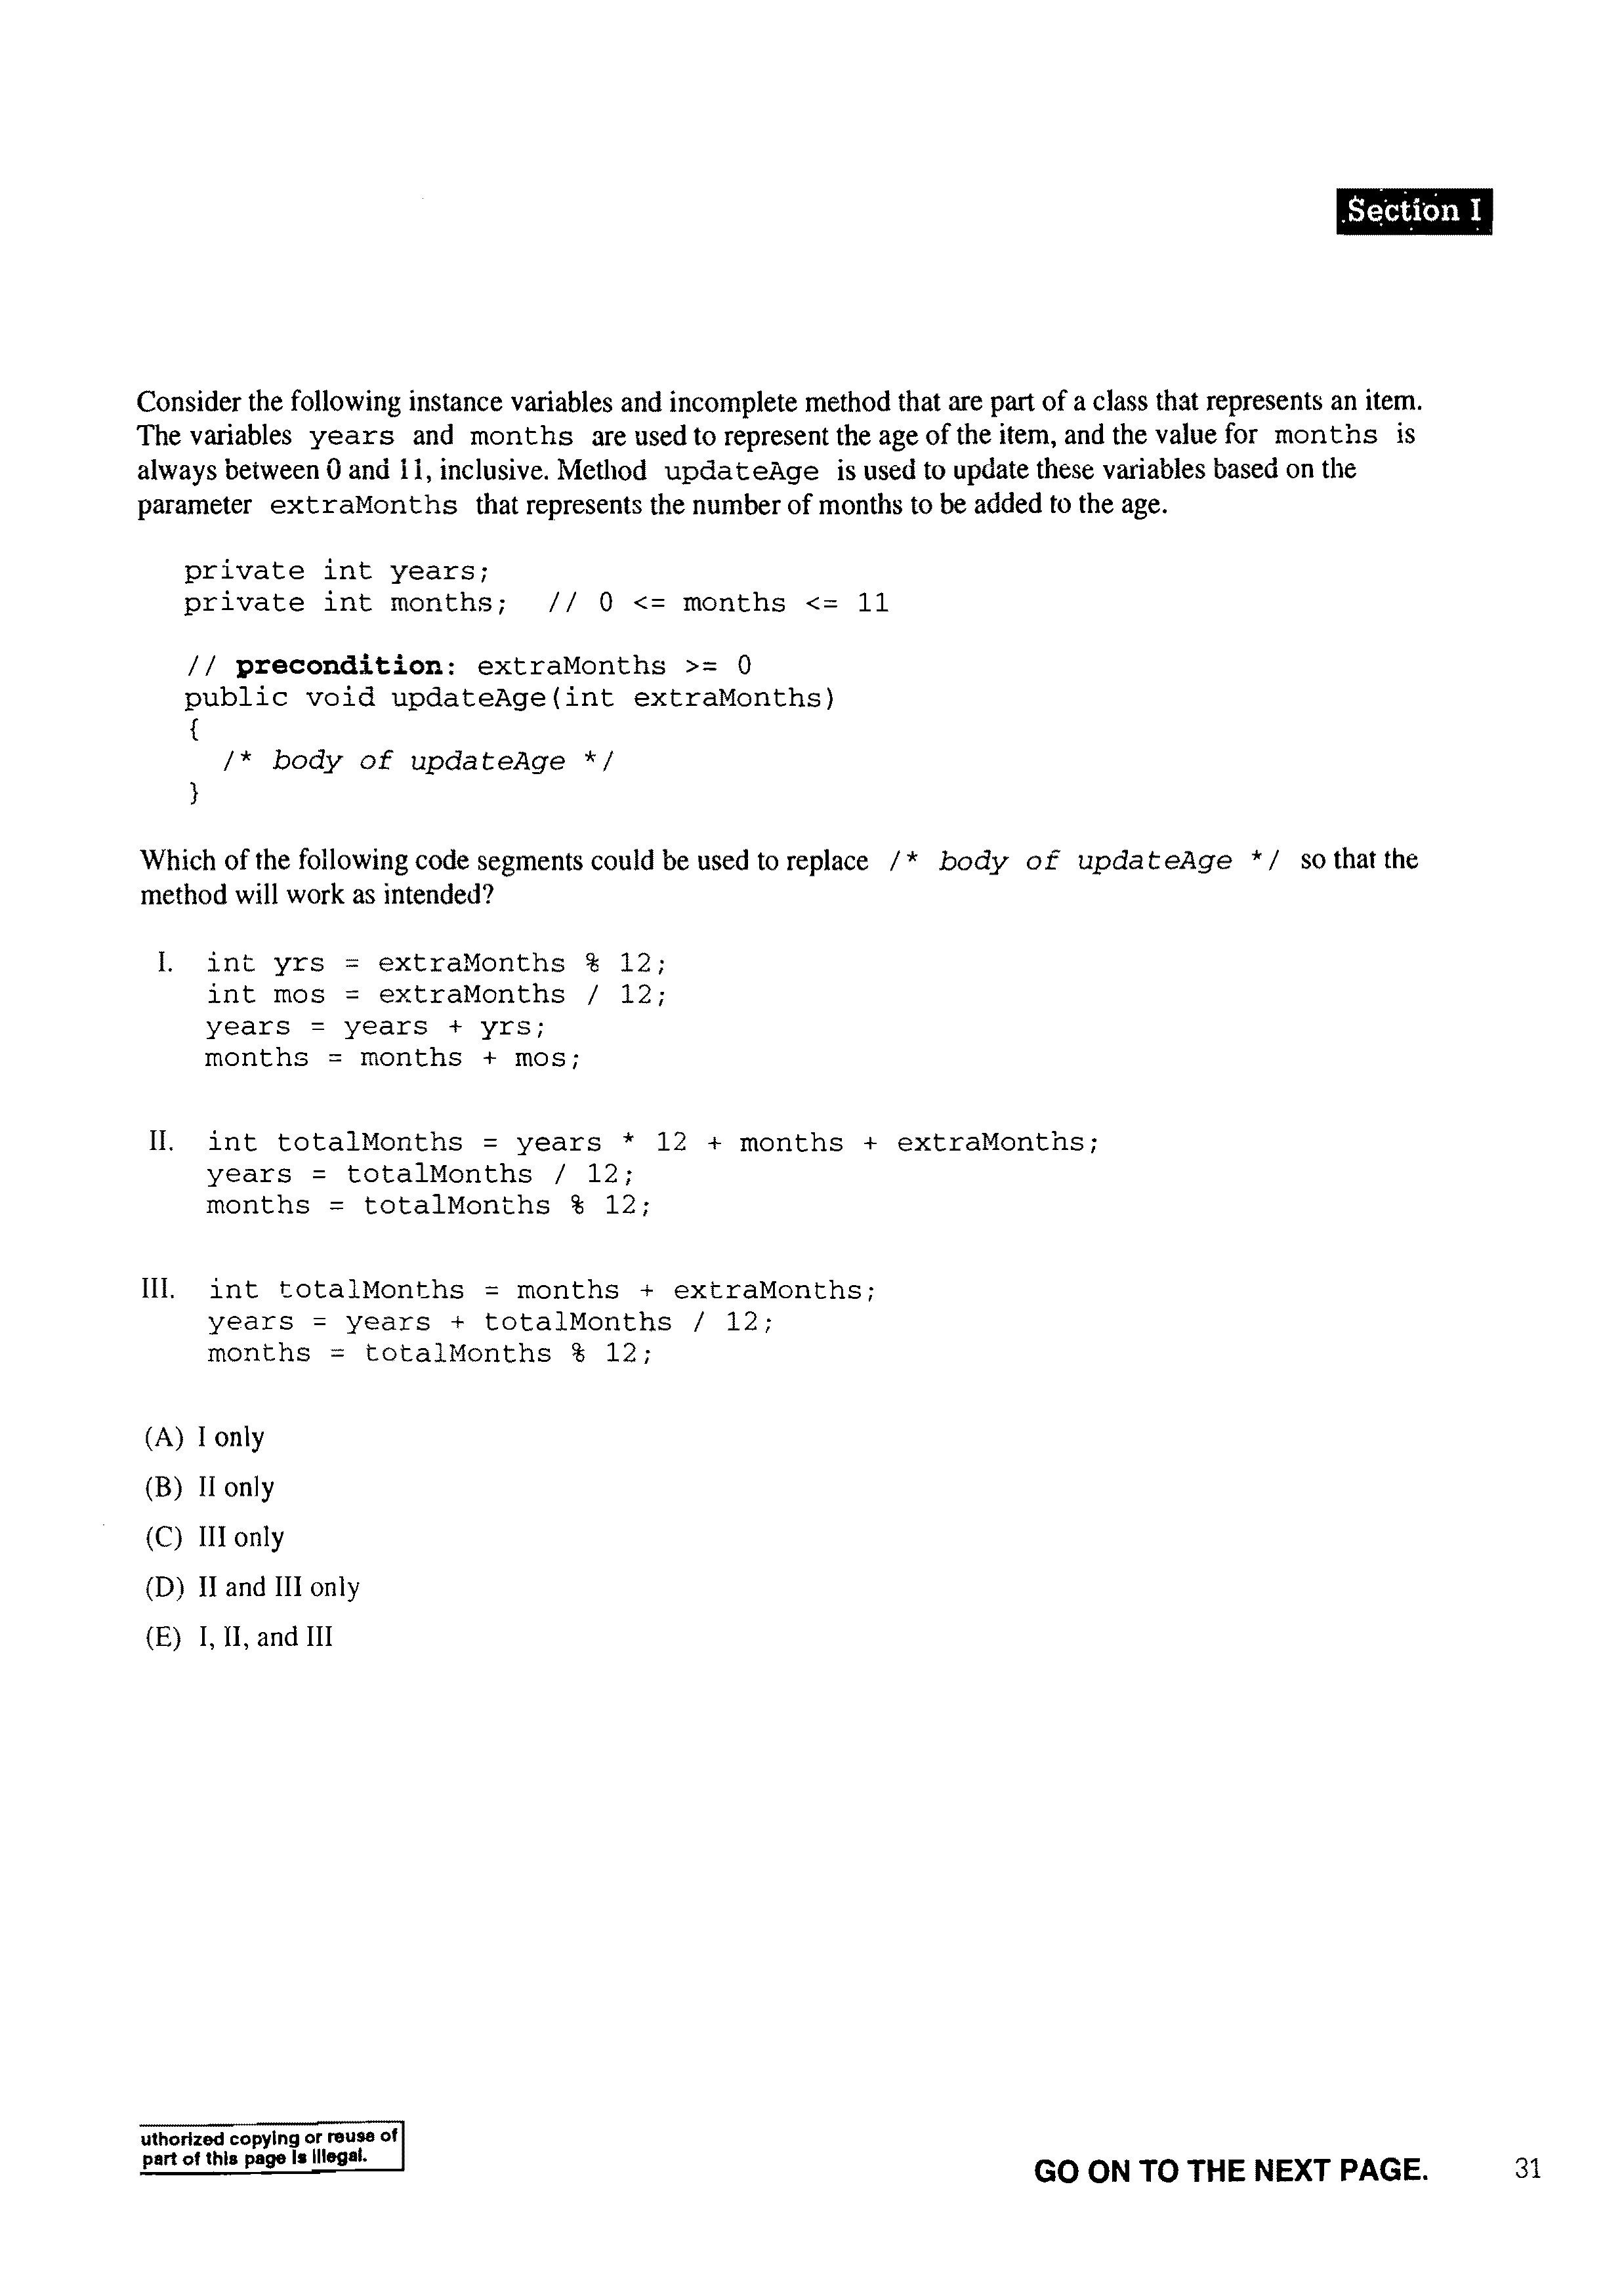 Section I
Consider the following instance variables and incomplete method that are part of a class that represents an item.
The variables years and months are used to represent the age of the item, and the value for months is
always between 0 and 11, inclusive. Method updateAge is used to update these variables based on the
parameter extraMonths that represents the number of months to be added to the age.
private int years;
private int months; // 0 <= months <= 11
// precondition: extraMonths >= 0
public void updateAge(int extraMonths)
{
/* body of updateAge */
}
Which of the following code segments could be used to replace /* body of updateAge */ so that the
method will work as intended?
I. int yrs = extraMonths % 12;
int mos = extraMonths / 12;
years = years + yrs;
months = months + mos;
II. int totalMonths = years * 12 + months + extraMonths;
years = totalMonths / 12;
months = totalMonths % 12;
III. int totalMonths = months + extraMonths;
years = years + totalMonths / 12;
months = totalMonths % 12;
(A) I only
(B) II only
(C) III only
(D) II and III only
(E) I, II, and III
uthorized copying or reuse of
part of this page is illegal.
GO ON TO THE NEXT PAGE. 31